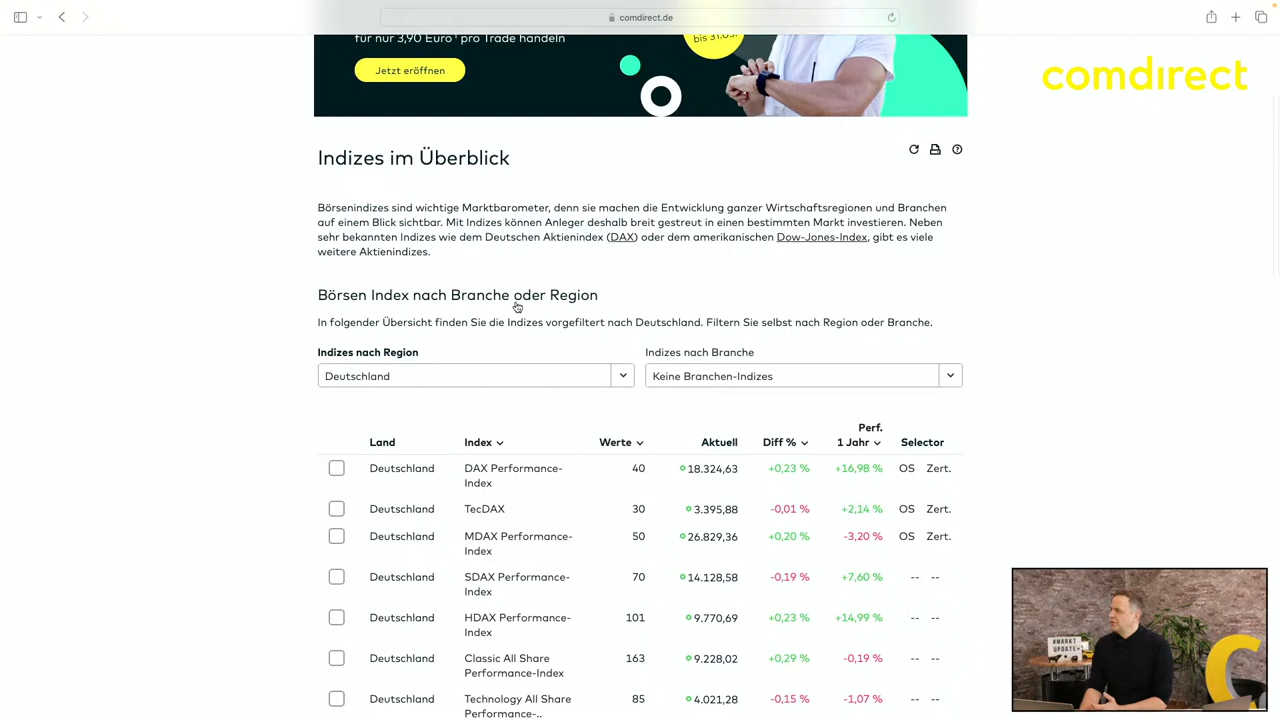 comdirect.de
für nur 3,90 Euro¹ pro Trade handeln
bis 31.05.
Jetzt eröffnen
comdirect
Indizes im Überblick
Börsenindizes sind wichtige Marktbarometer, denn sie machen die Entwicklung ganzer Wirtschaftsregionen und Branchen
auf einem Blick sichtbar. Mit Indizes können Anleger deshalb breit gestreut in einen bestimmten Markt investieren. Neben
sehr bekannten Indizes wie dem Deutschen Aktienindex (DAX) oder dem amerikanischen Dow-Jones-Index, gibt es viele
weitere Aktienindizes.
Börsen Index nach Branche oder Region
In folgender Übersicht finden Sie die Indizes vorgefiltert nach Deutschland. Filtern Sie selbst nach Region oder Branche.
Indizes nach Region Indizes nach Branche
Deutschland Keine Branchen-Indizes
Perf.
Land Index Werte Aktuell Diff % 1 Jahr Selector
Deutschland DAX Performance- 40 18.324,63 +0,23 % +16,98 % OS Zert.
Index
Deutschland TecDAX 30 3.395,88 -0,01 % +2,14 % OS Zert.
Deutschland MDAX Performance- 50 26.829,36 +0,20 % -3,20 % OS Zert.
Index
Deutschland SDAX Performance- 70 14.128,58 -0,19 % +7,60 % -- --
Index
Deutschland HDAX Performance- 101 9.770,69 +0,23 % +14,99 % -- --
Index
Deutschland Classic All Share 163 9.228,02 +0,29 % -0,19 % -- --
Performance-Index
Deutschland Technology All Share 85 4.021,28 -0,15 % -1,07 % -- --
Performance-..
#MARKT
UPDATE